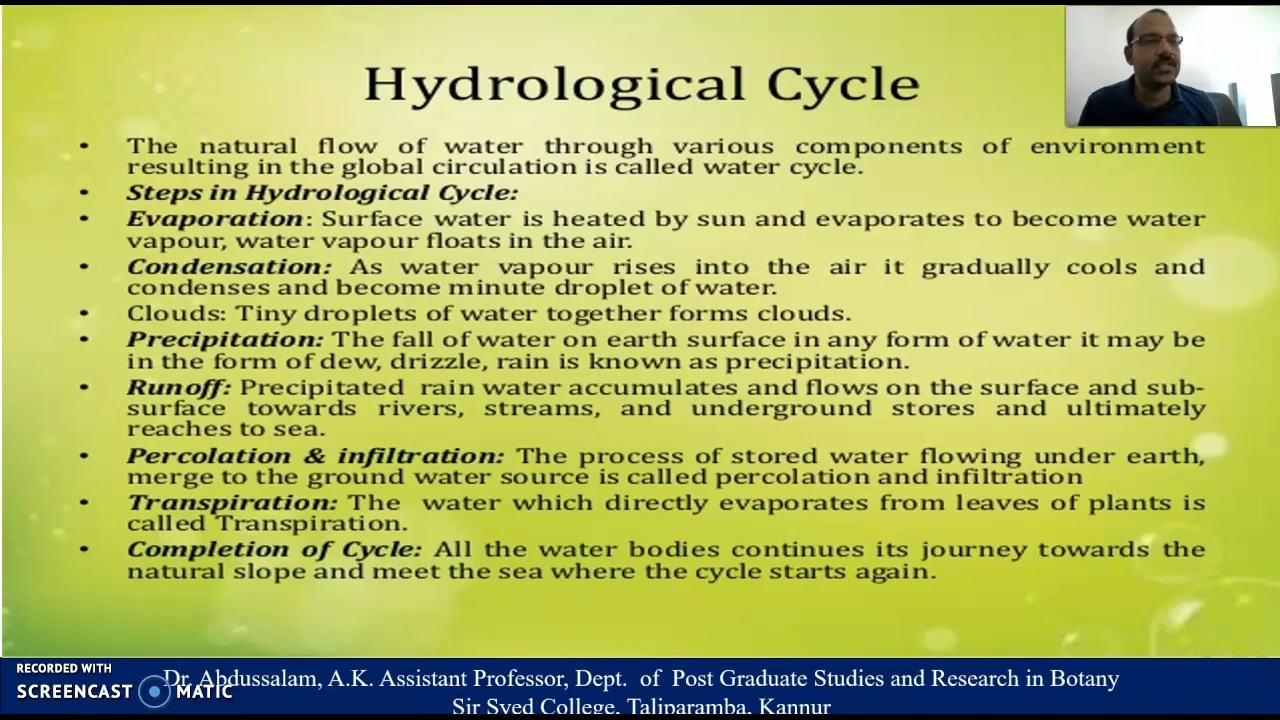 Hydrological Cycle
• The natural flow of water through various components of environment
resulting in the global circulation is called water cycle.
• Steps in Hydrological Cycle:
• Evaporation: Surface water is heated by sun and evaporates to become water
vapour, water vapour floats in the air.
• Condensation: As water vapour rises into the air it gradually cools and
condenses and become minute droplet of water.
• Clouds: Tiny droplets of water together forms clouds.
• Precipitation: The fall of water on earth surface in any form of water it may be
in the form of dew, drizzle, rain is known as precipitation.
• Runoff: Precipitated rain water accumulates and flows on the surface and sub-
surface towards rivers, streams, and underground stores and ultimately
reaches to sea.
• Percolation & infiltration: The process of stored water flowing under earth,
merge to the ground water source is called percolation and infiltration
• Transpiration: The water which directly evaporates from leaves of plants is
called Transpiration.
• Completion of Cycle: All the water bodies continues its journey towards the
natural slope and meet the sea where the cycle starts again.
RECORDED WITH
SCREENCAST MATIC
Dr. Abdussalam, A.K. Assistant Professor, Dept. of Post Graduate Studies and Research in Botany
Sir Syed College, Taliparamba, Kannur